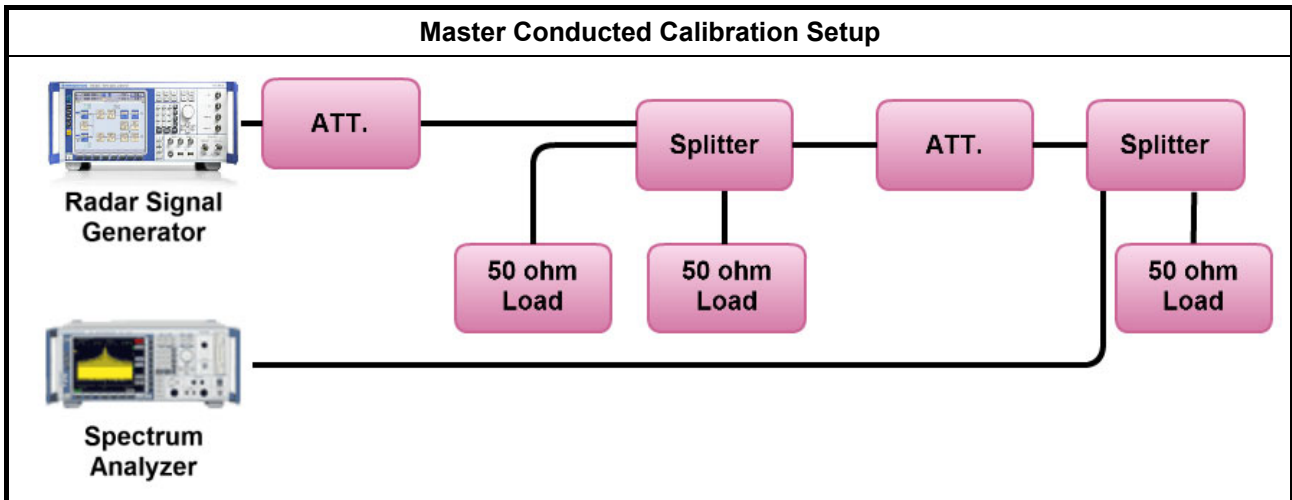 Master Conducted Calibration Setup
ATT.
Splitter
ATT.
Splitter
Radar Signal
Generator
50 ohm
Load
50 ohm
Load
50 ohm
Load
Spectrum
Analyzer